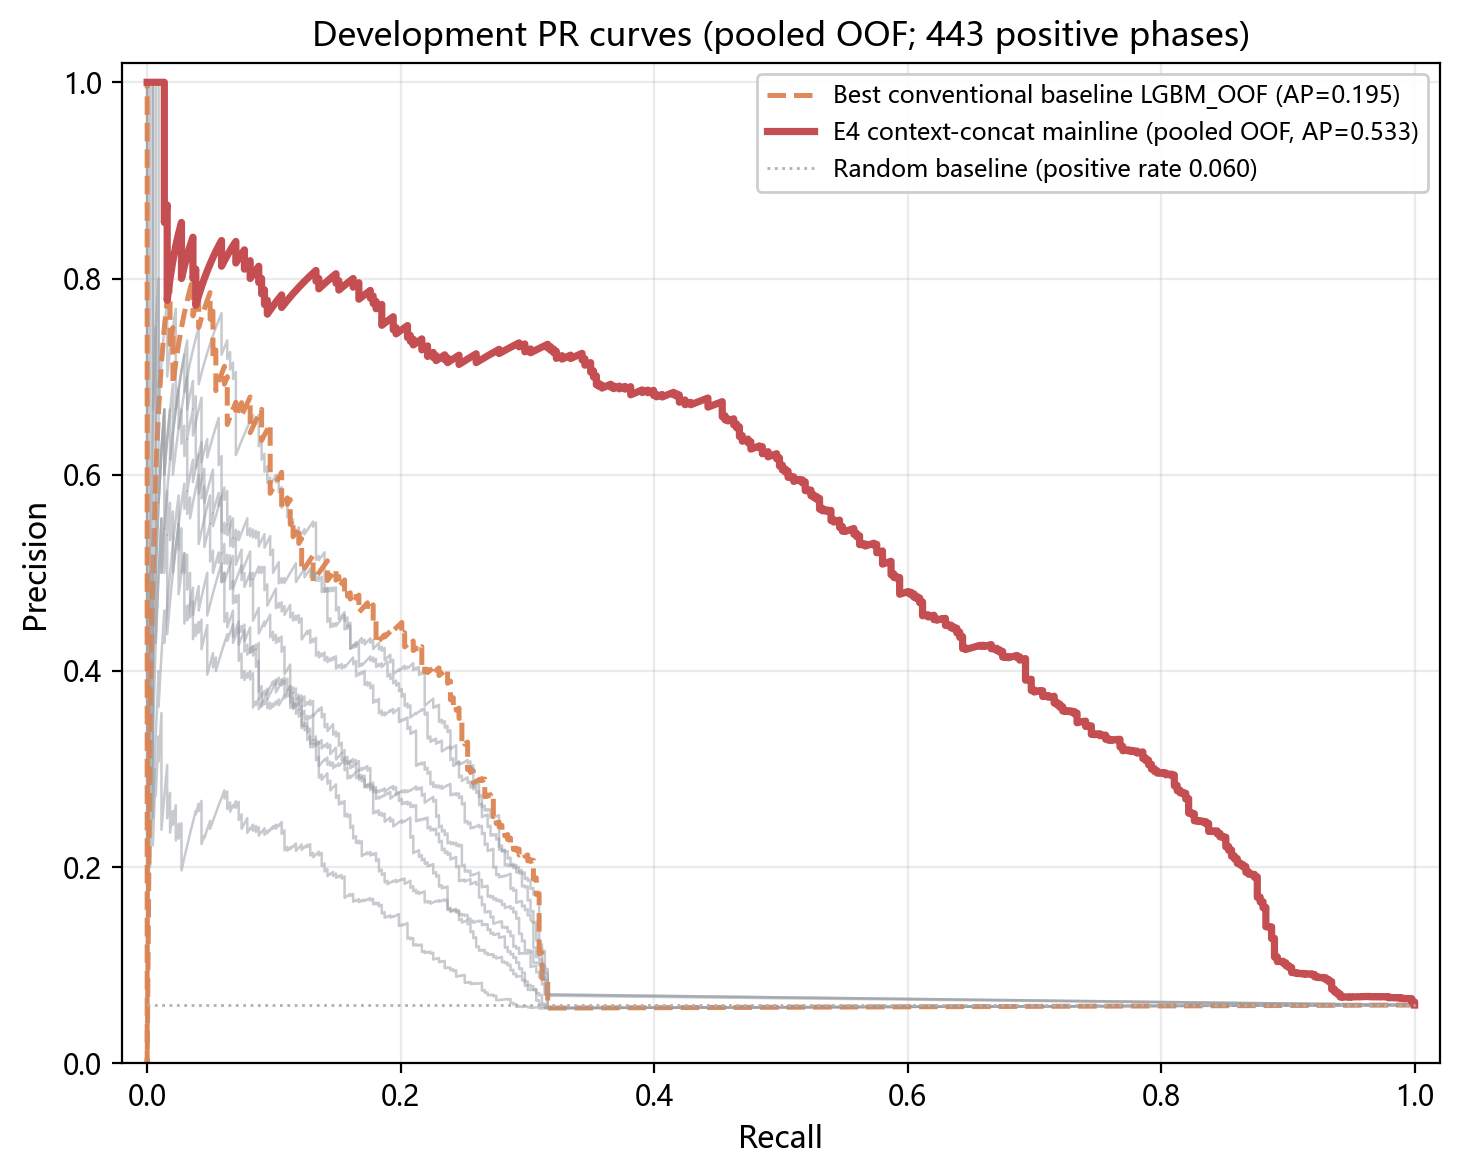 Development PR curves (pooled OOF; 443 positive phases)
Best conventional baseline LGBM_OOF (AP=0.195)
E4 context-concat mainline (pooled OOF, AP=0.533)
Random baseline (positive rate 0.060)
Precision
1.0
0.8
0.6
0.4
0.2
0.0
0.0 0.2 0.4 0.6 0.8 1.0
Recall